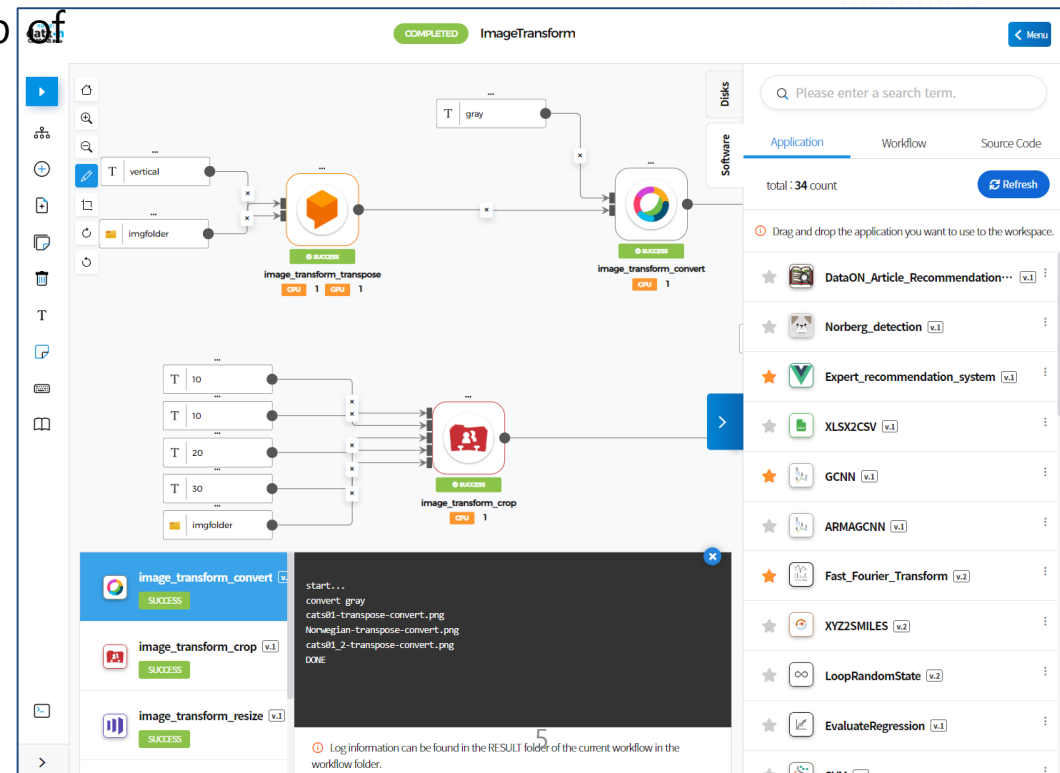 of
COMPLETED ImageTransform
Menu
Disks
Software
Please enter a search term.
Application Workflow Source Code
total : 34 count
Refresh
Drag and drop the application you want to use to the workspace.
T gray
T vertical
imgfolder
SUCCESS
image_transform_transpose
CPU 1 GPU 1
SUCCESS
image_transform_convert
CPU 1
T 10
T 10
T 20
T 30
imgfolder
SUCCESS
image_transform_crop
CPU 1
DataON_Article_Recommendation··· v.1
Norberg_detection v.1
Expert_recommendation_system v.1
XLSX2CSV v.1
GCNN v.1
ARMAGCNN v.1
Fast_Fourier_Transform v.2
XYZ2SMILES v.2
LoopRandomState v.2
EvaluateRegression v.1
image_transform_convert
SUCCESS
image_transform_crop v.1
SUCCESS
image_transform_resize v.1
SUCCESS
start...
convert gray
cats01-transpose-convert.png
Norwegian-transpose-convert.png
cats01_2-transpose-convert.png
DONE
5
Log information can be found in the RESULT folder of the current workflow in the
workflow folder.